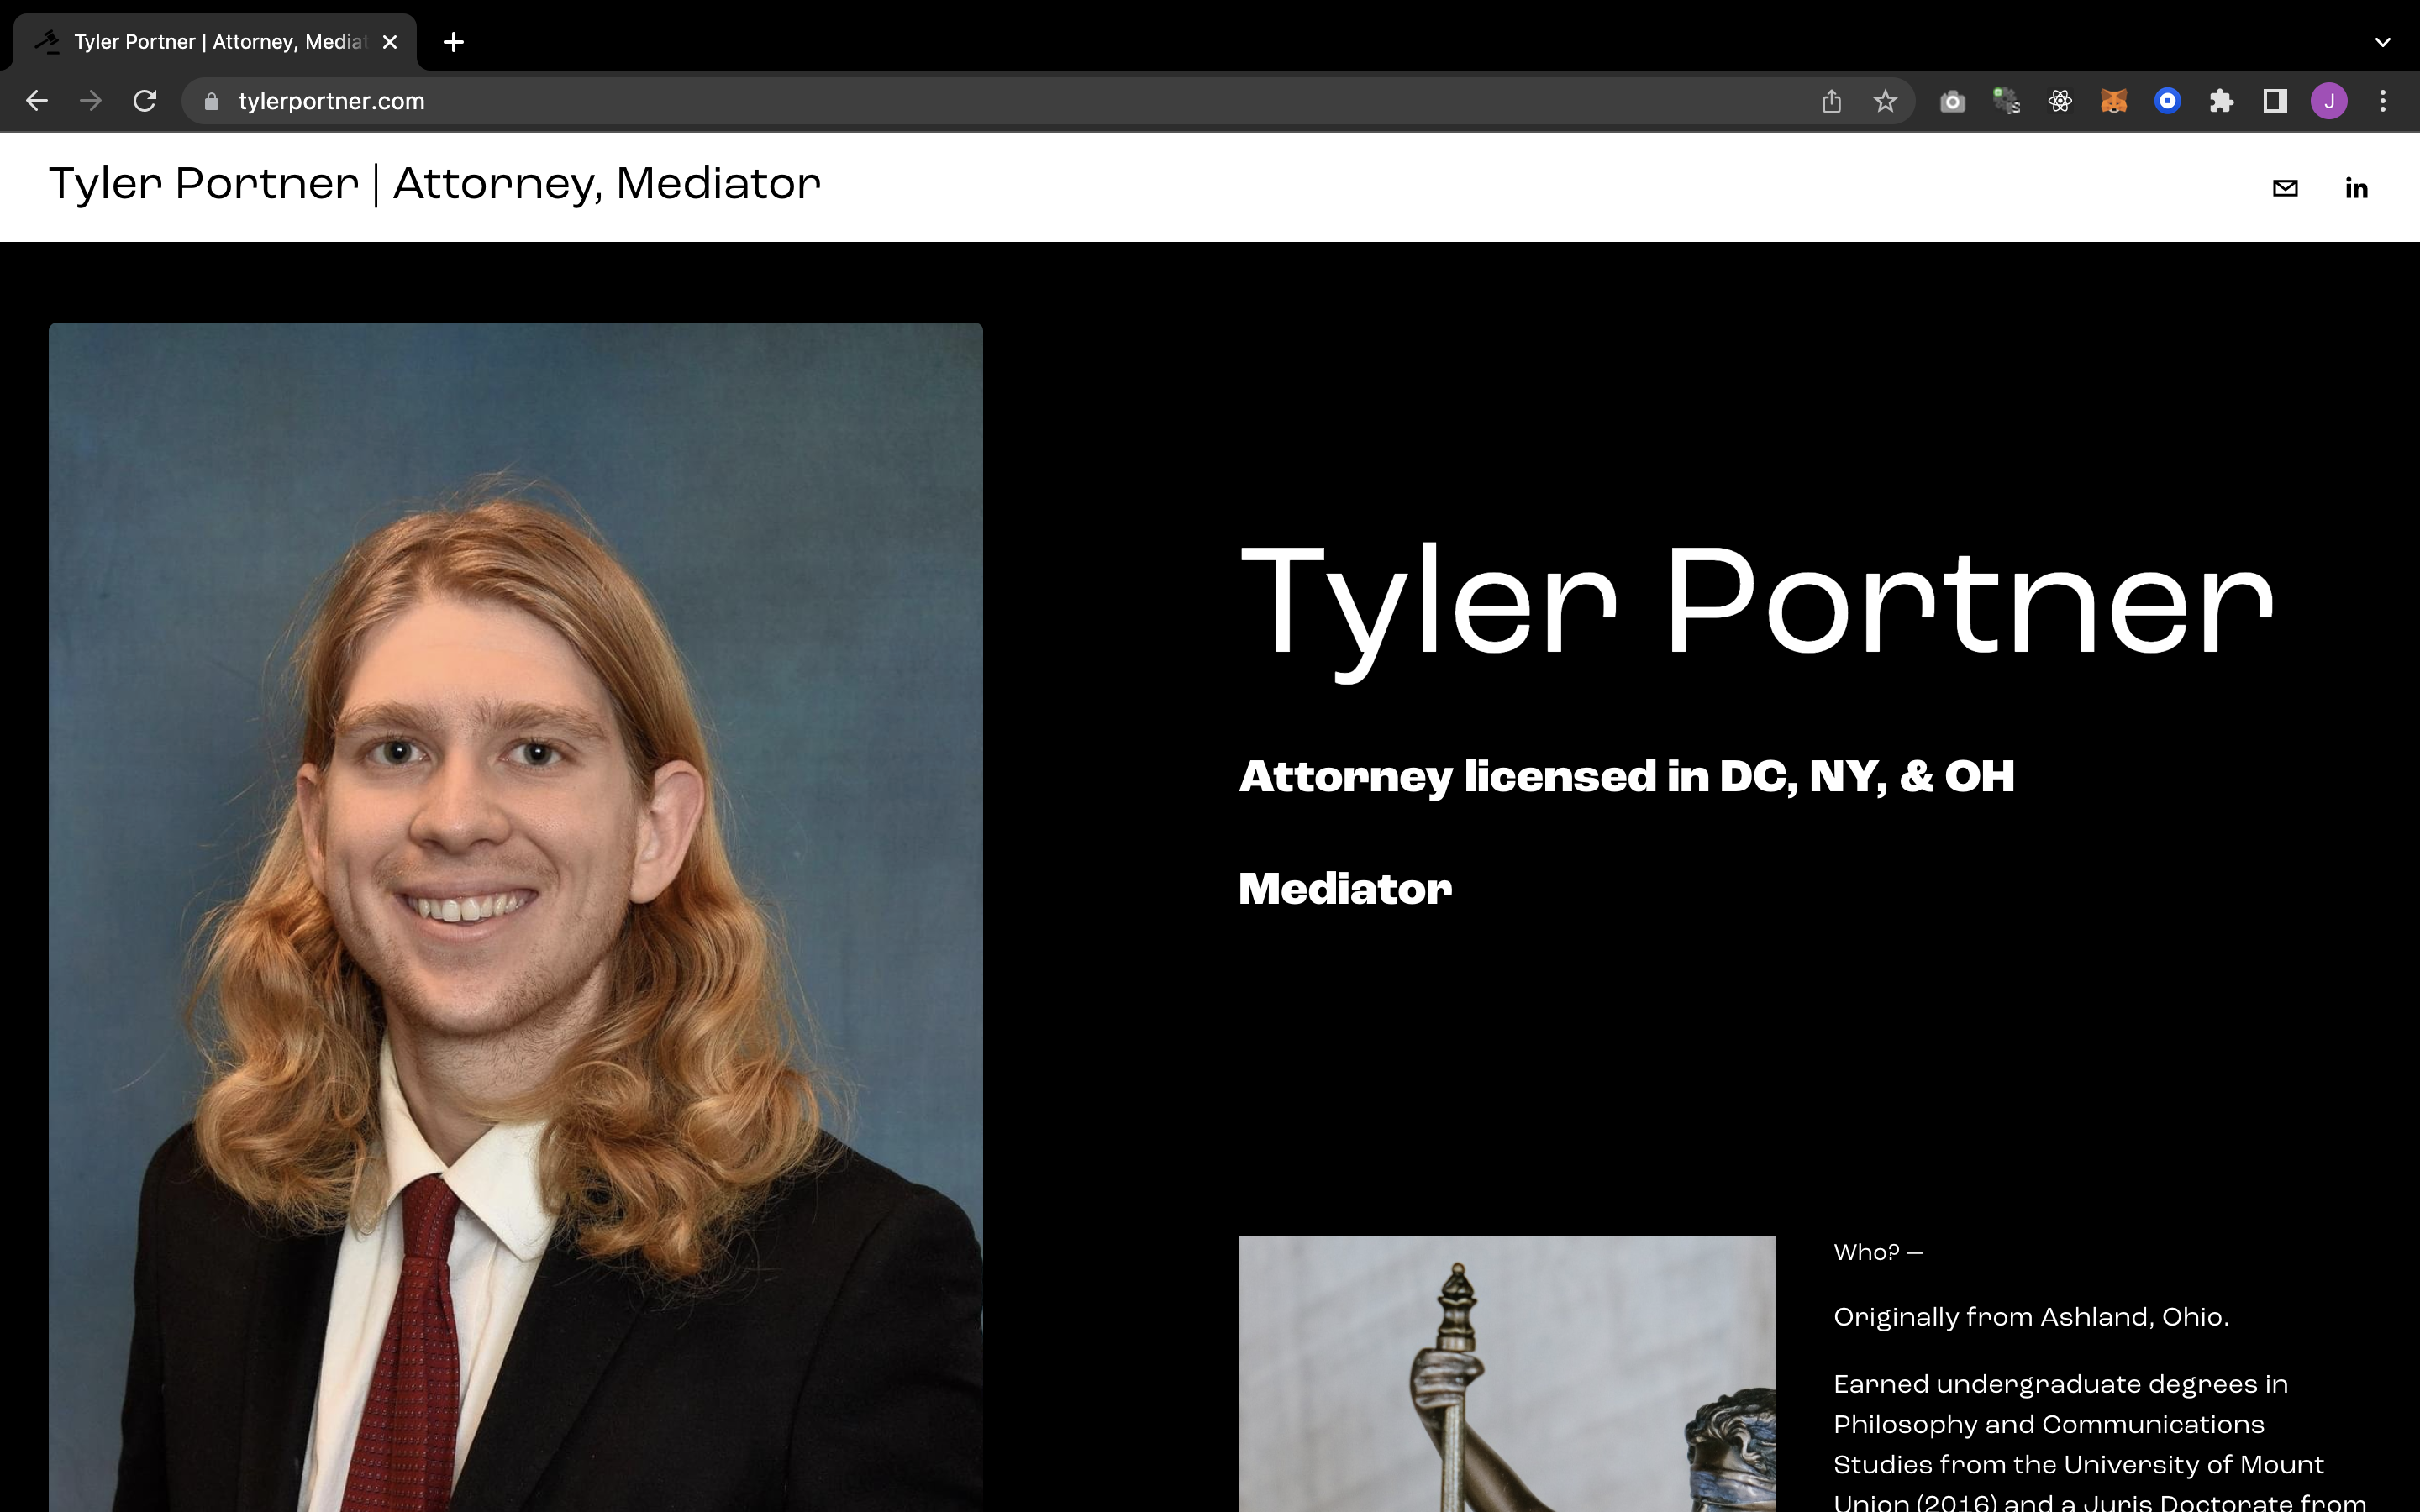 Tyler Portner | Attorney, Mediat
tylerportner.com
J
Tyler Portner | Attorney, Mediator
in
Tyler Portner
Attorney licensed in DC, NY, & OH
Mediator
Who? —
Originally from Ashland, Ohio.
Earned undergraduate degrees in
Philosophy and Communications
Studies from the University of Mount
Union (2016) and a Juris Doctorate from